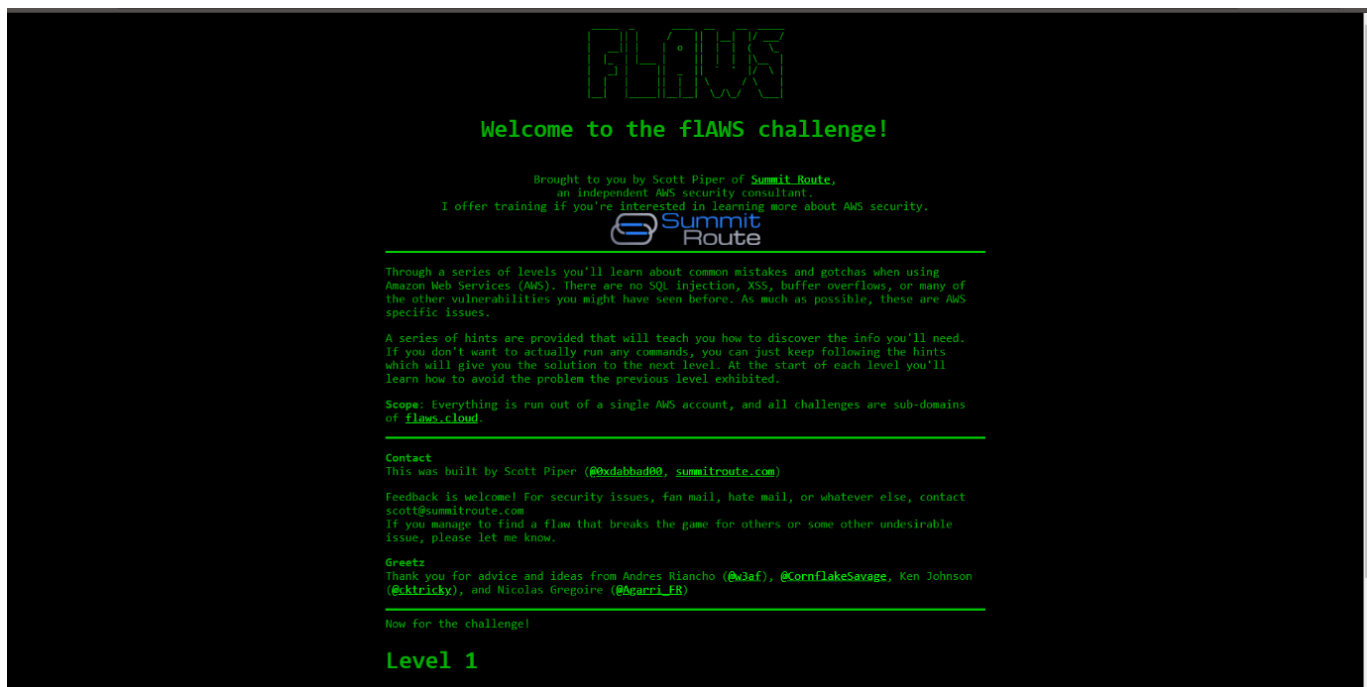 FLAWS
Welcome to the flAWS challenge!
Brought to you by Scott Piper of Summit Route,
an independent AWS security consultant.
I offer training if you're interested in learning more about AWS security.
Summit
Route
Through a series of levels you'll learn about common mistakes and gotchas when using
Amazon Web Services (AWS). There are no SQL injection, XSS, buffer overflows, or many of
the other vulnerabilities you might have seen before. As much as possible, these are AWS
specific issues.
A series of hints are provided that will teach you how to discover the info you'll need.
If you don't want to actually run any commands, you can just keep following the hints
which will give you the solution to the next level. At the start of each level you'll
learn how to avoid the problem the previous level exhibited.
Scope: Everything is run out of a single AWS account, and all challenges are sub-domains
of flaws.cloud.
Contact
This was built by Scott Piper (@0xdabbad00, summitroute.com)
Feedback is welcome! For security issues, fan mail, hate mail, or whatever else, contact
scott@summitroute.com
If you manage to find a flaw that breaks the game for others or some other undesirable
issue, please let me know.
Greetz
Thank you for advice and ideas from Andres Riancho (@w3af), @CornflakeSavage, Ken Johnson
(@cktricky), and Nicolas Gregoire (@Agarri_FR)
Now for the challenge!
Level 1